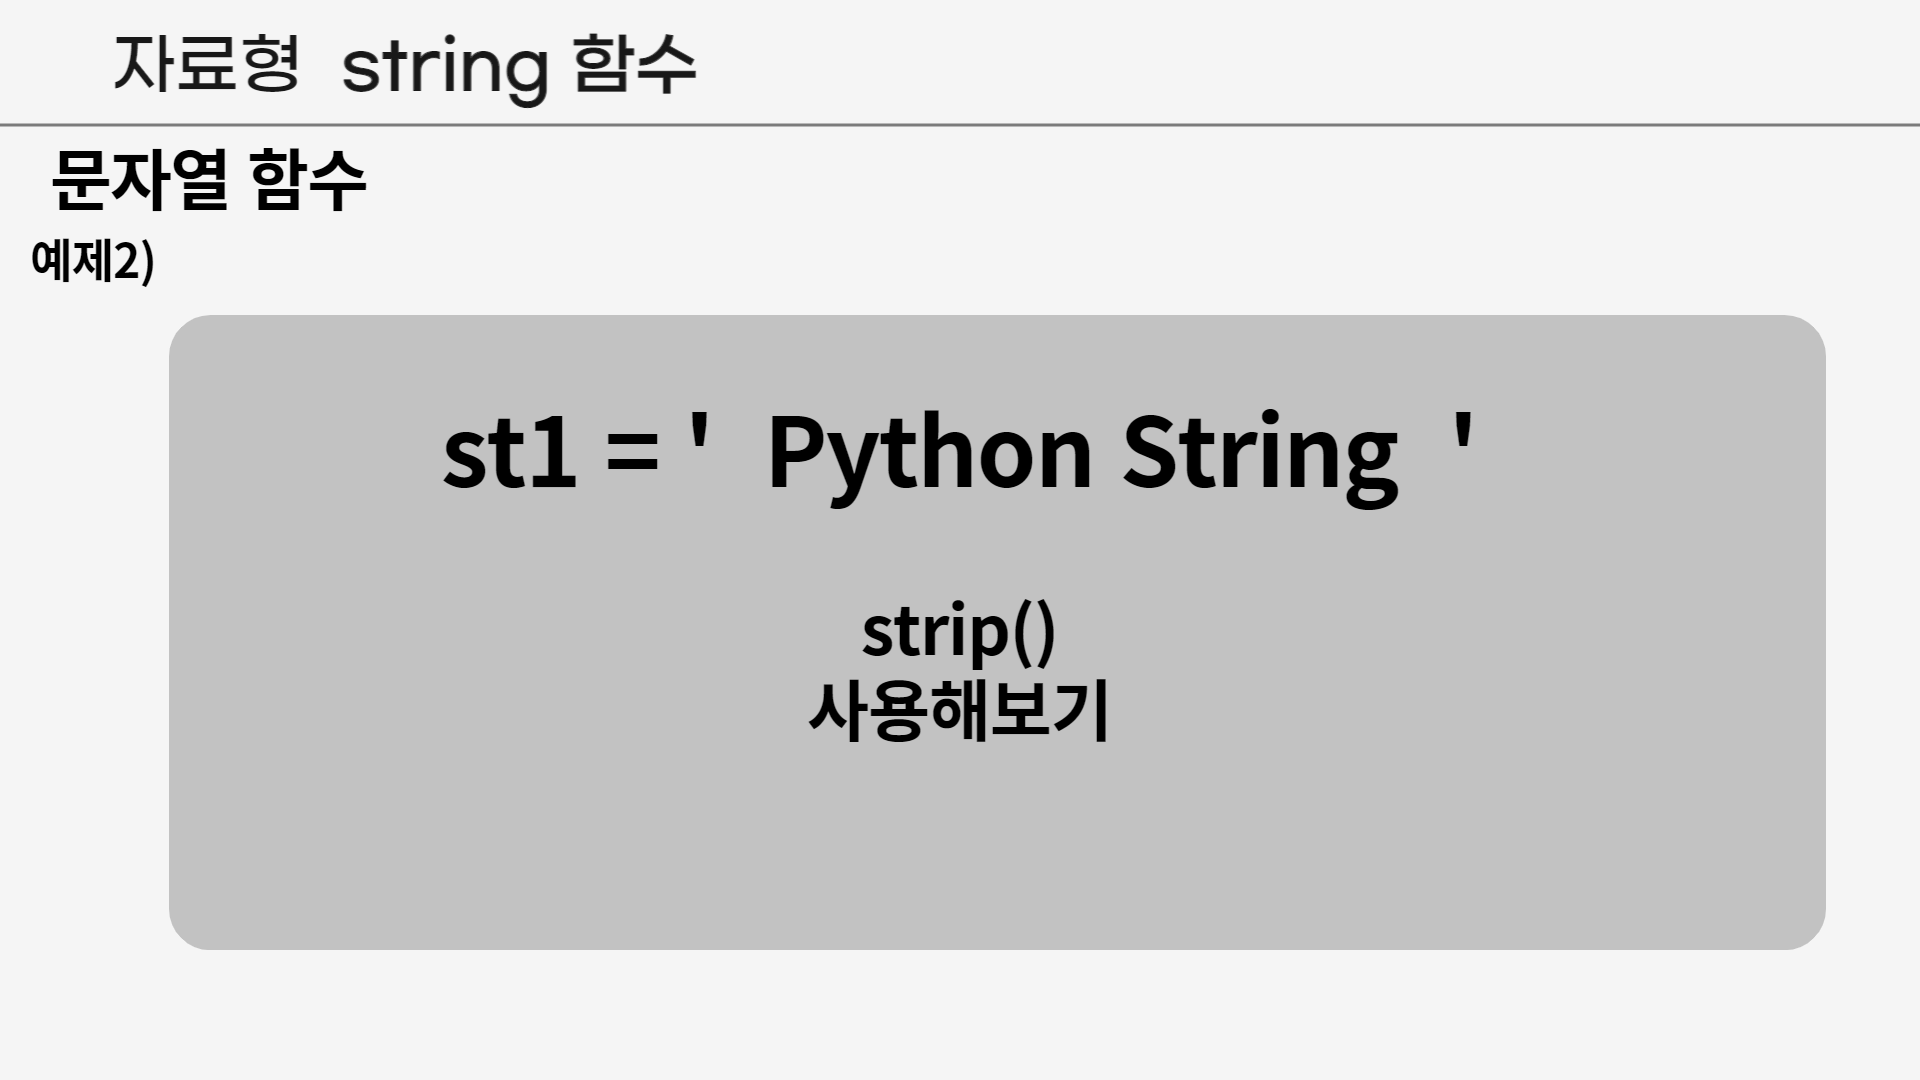 자료형  string 함수
문자열 함수
예제2)
st1 = '  Python String  '
strip()
사용해보기